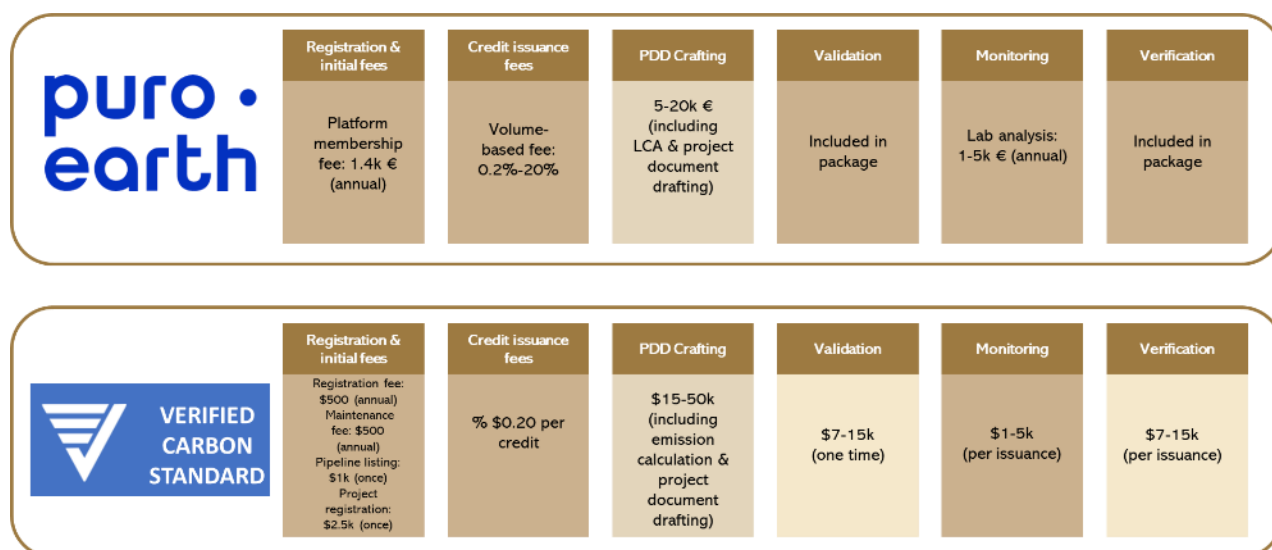 puro •
earth
Registration &
initial fees
Platform
membership
fee: 1.4k €
(annual)
Credit issuance
fees
Volume-
based fee:
0.2%-20%
PDD Crafting
5-20k €
(including
LCA & project
document
drafting)
Validation
Included in
package
Monitoring
Lab analysis:
1-5k € (annual)
Verification
Included in
package
VERIFIED
CARBON
STANDARD
Registration &
initial fees
Registration fee:
$500 (annual)
Maintenance
fee: $500
(annual)
Pipeline listing:
$1k (once)
Project
registration:
$2.5k (once)
Credit issuance
fees
% $0.20 per
credit
PDD Crafting
$15-50k
(including
emission
calculation &
project
document
drafting)
Validation
$7-15k
(one time)
Monitoring
$1-5k
(per issuance)
Verification
$7-15k
(per issuance)